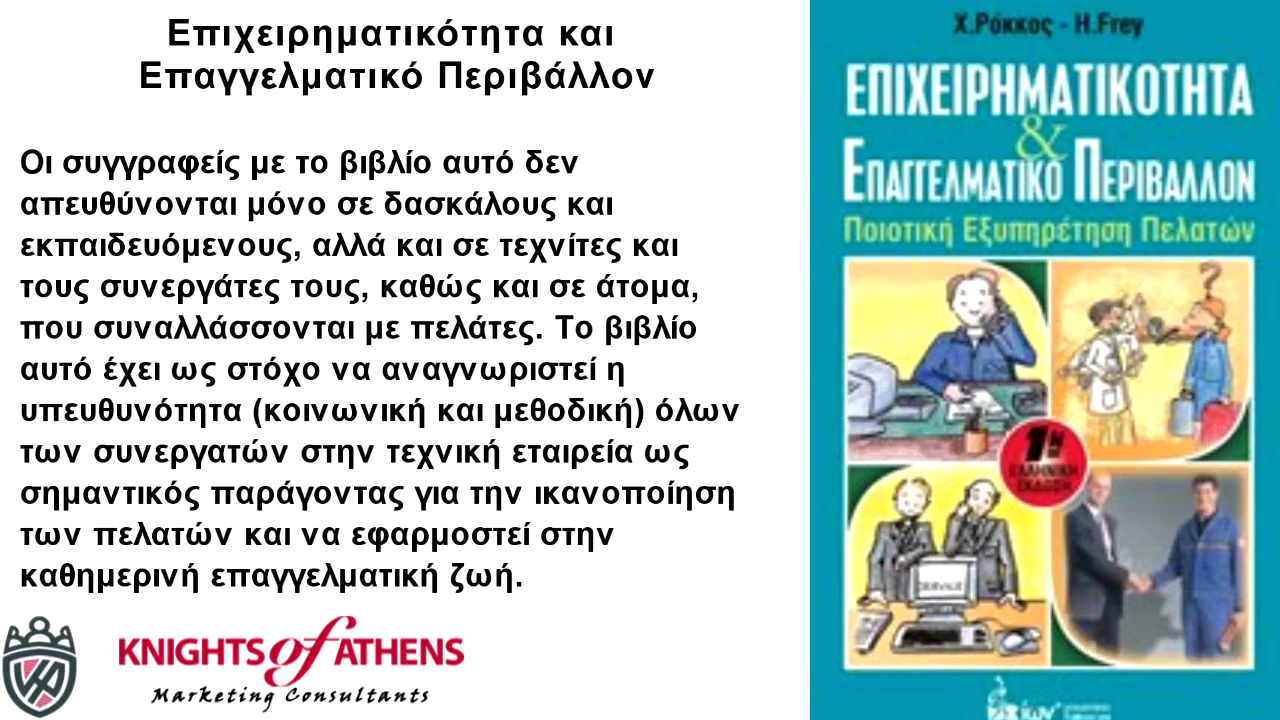 Επιχειρηματικότητα και
Επαγγελματικό Περιβάλλον
Οι συγγραφείς με το βιβλίο αυτό δεν
απευθύνονται μόνο σε δασκάλους και
εκπαιδευόμενους, αλλά και σε τεχνίτες και
τους συνεργάτες τους, καθώς και σε άτομα,
που συναλλάσσονται με πελάτες. Το βιβλίο
αυτό έχει ως στόχο να αναγνωριστεί η
υπευθυνότητα (κοινωνική και μεθοδική) όλων
των συνεργατών στην τεχνική εταιρεία ως
σημαντικός παράγοντας για την ικανοποίηση
των πελατών και να εφαρμοστεί στην
καθημερινή επαγγελματική ζωή.
KNIGHTS of ATHENS
Marketing Consultants
Χ.Ρόκκος - H.Frey
ΕΠΙΧΕΙΡΗΜΑΤΙΚΟΤΗΤΑ
&
ΕΠΑΓΓΕΛΜΑΤΙΚΟ ΠΕΡΙΒΑΛΛΟΝ
Ποιοτική Εξυπηρέτηση Πελατών
?
1Η
ΕΛΛΗΝΙΚΗ
ΕΚΔΟΣΗ
SERVICE